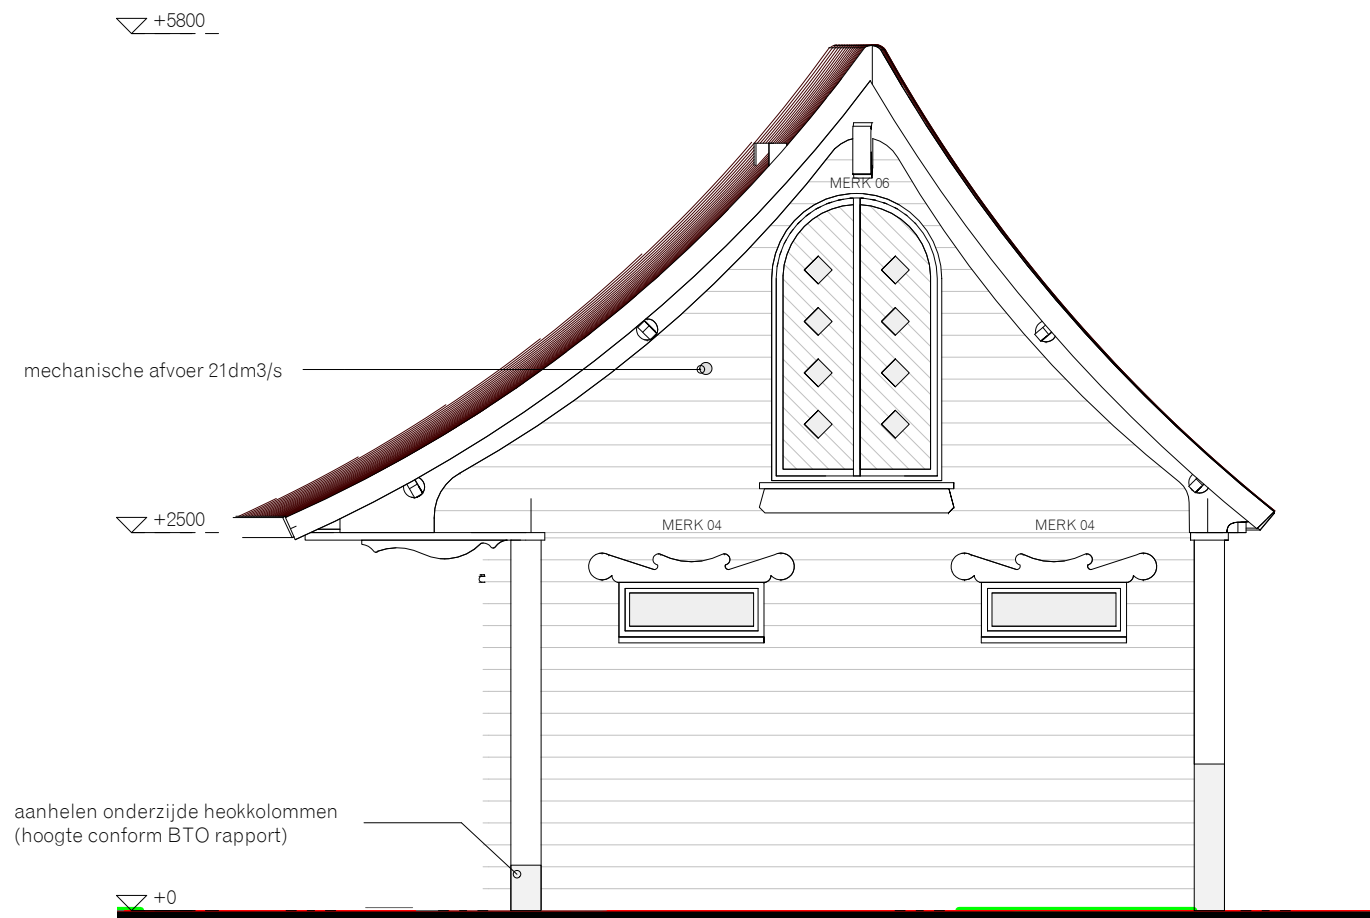 +5800
MERK 06
mechanische afvoer 21dm3/s
+2500
MERK 04
MERK 04
aanhelen onderzijde heokkolommen
(hoogte conform BTO rapport)
+0